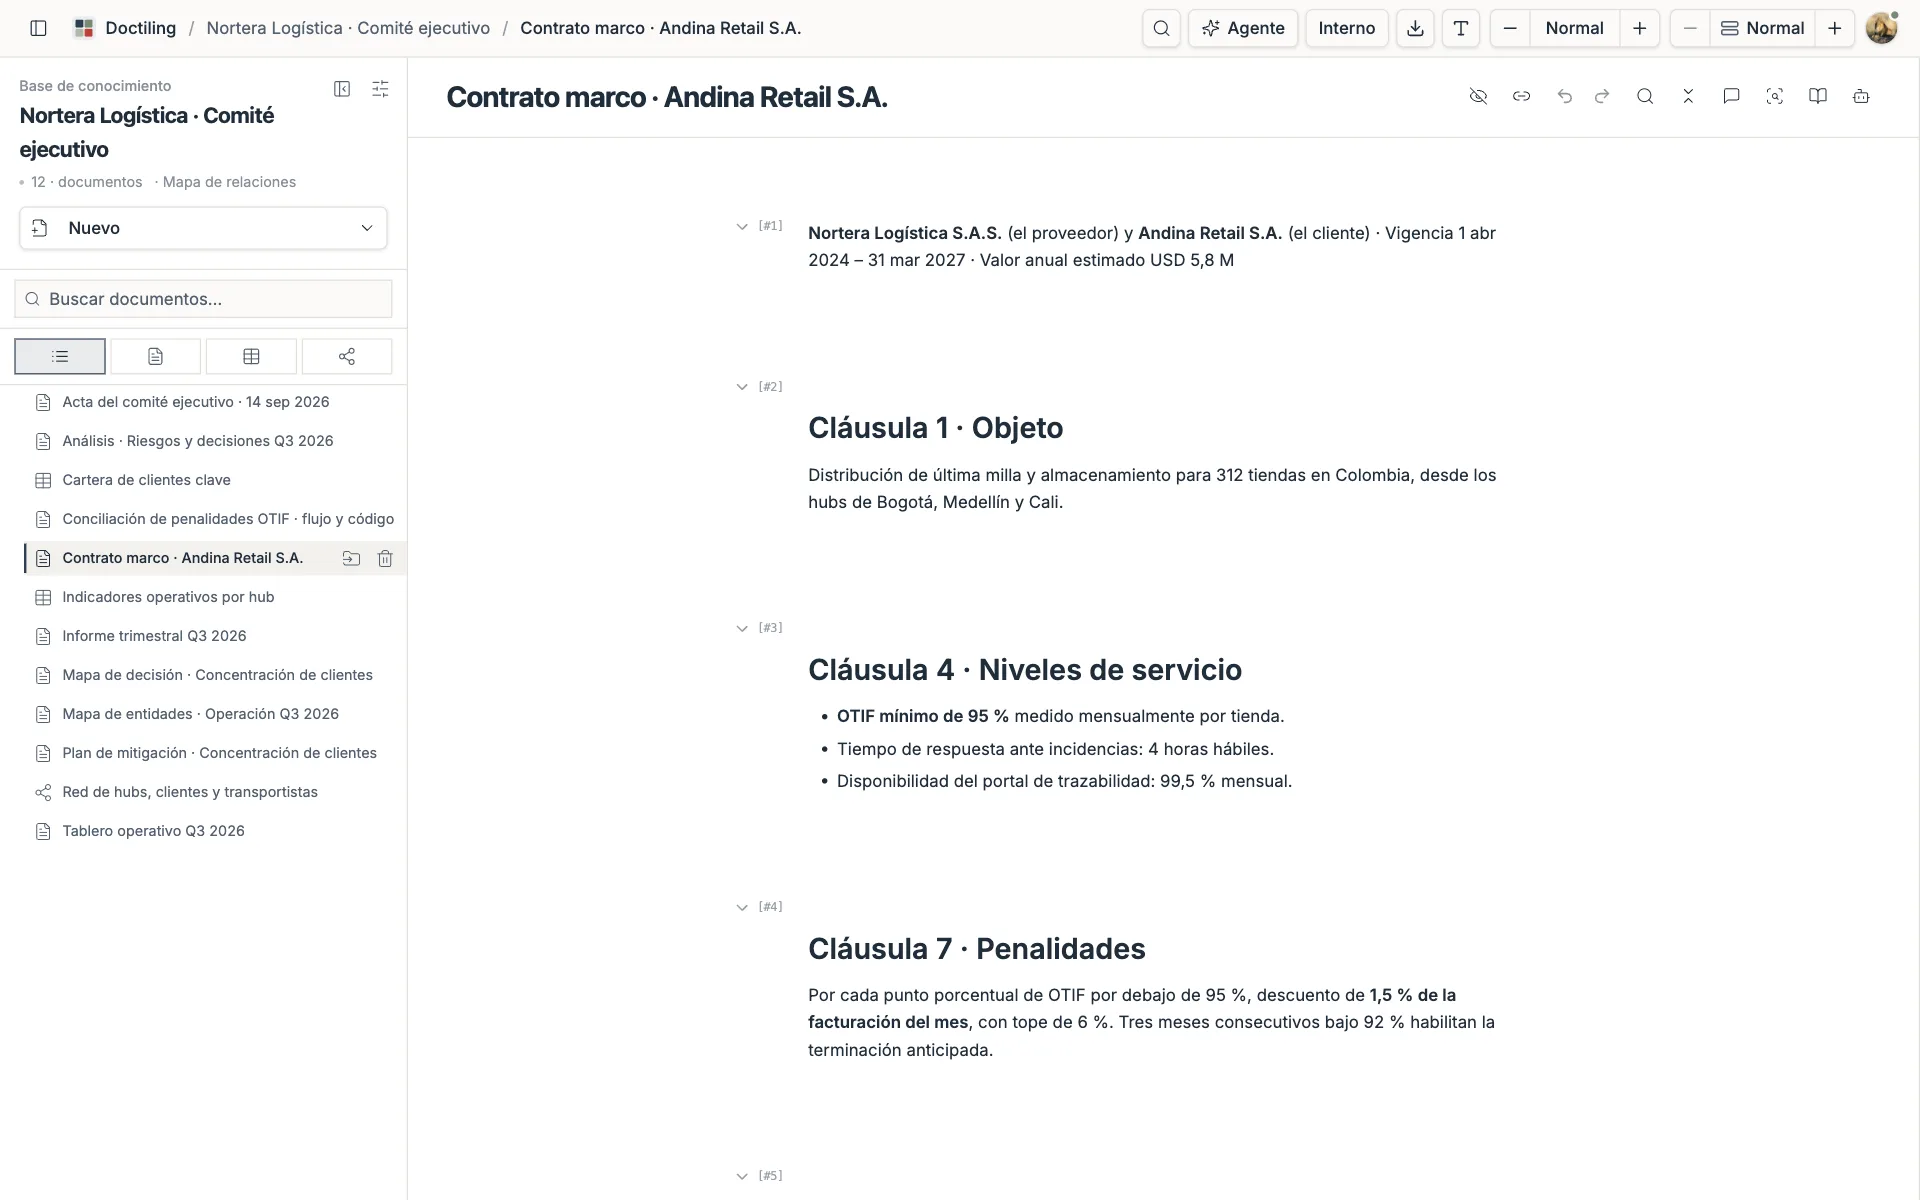 Doctiling / Nortera Logística · Comité ejecutivo / Contrato marco · Andina Retail S.A.
Agente
Interno
Normal
Normal
Base de conocimiento
Nortera Logística · Comité
ejecutivo
• 12 · documentos · Mapa de relaciones
Nuevo
Buscar documentos...
Acta del comité ejecutivo · 14 sep 2026
Análisis · Riesgos y decisiones Q3 2026
Cartera de clientes clave
Conciliación de penalidades OTIF · flujo y código
Contrato marco · Andina Retail S.A.
Indicadores operativos por hub
Informe trimestral Q3 2026
Mapa de decisión · Concentración de clientes
Mapa de entidades · Operación Q3 2026
Plan de mitigación · Concentración de clientes
Red de hubs, clientes y transportistas
Tablero operativo Q3 2026
Contrato marco · Andina Retail S.A.
[#1]
Nortera Logística S.A.S. (el proveedor) y Andina Retail S.A. (el cliente) · Vigencia 1 abr
2024 – 31 mar 2027 · Valor anual estimado USD 5,8 M
[#2]
Cláusula 1 · Objeto
Distribución de última milla y almacenamiento para 312 tiendas en Colombia, desde los
hubs de Bogotá, Medellín y Cali.
[#3]
Cláusula 4 · Niveles de servicio
• OTIF mínimo de 95 % medido mensualmente por tienda.
• Tiempo de respuesta ante incidencias: 4 horas hábiles.
• Disponibilidad del portal de trazabilidad: 99,5 % mensual.
[#4]
Cláusula 7 · Penalidades
Por cada punto porcentual de OTIF por debajo de 95 %, descuento de 1,5 % de la
facturación del mes, con tope de 6 %. Tres meses consecutivos bajo 92 % habilitan la
terminación anticipada.
[#5]